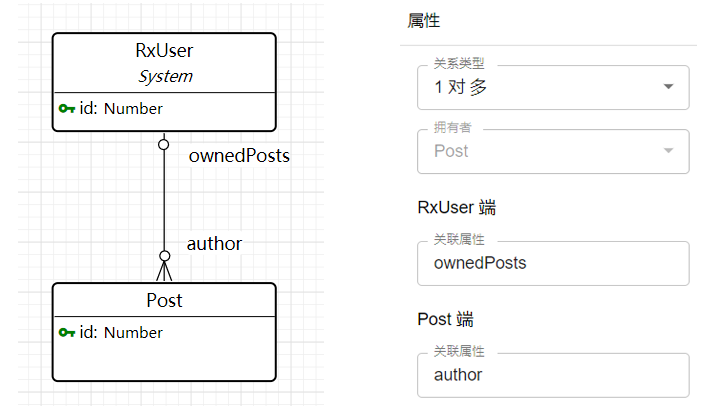 RxUser
System
id: Number
ownedPosts
author
Post
id: Number
属性
关系类型
1 对 多
拥有者
Post
RxUser 端
关联属性
ownedPosts
Post 端
关联属性
author